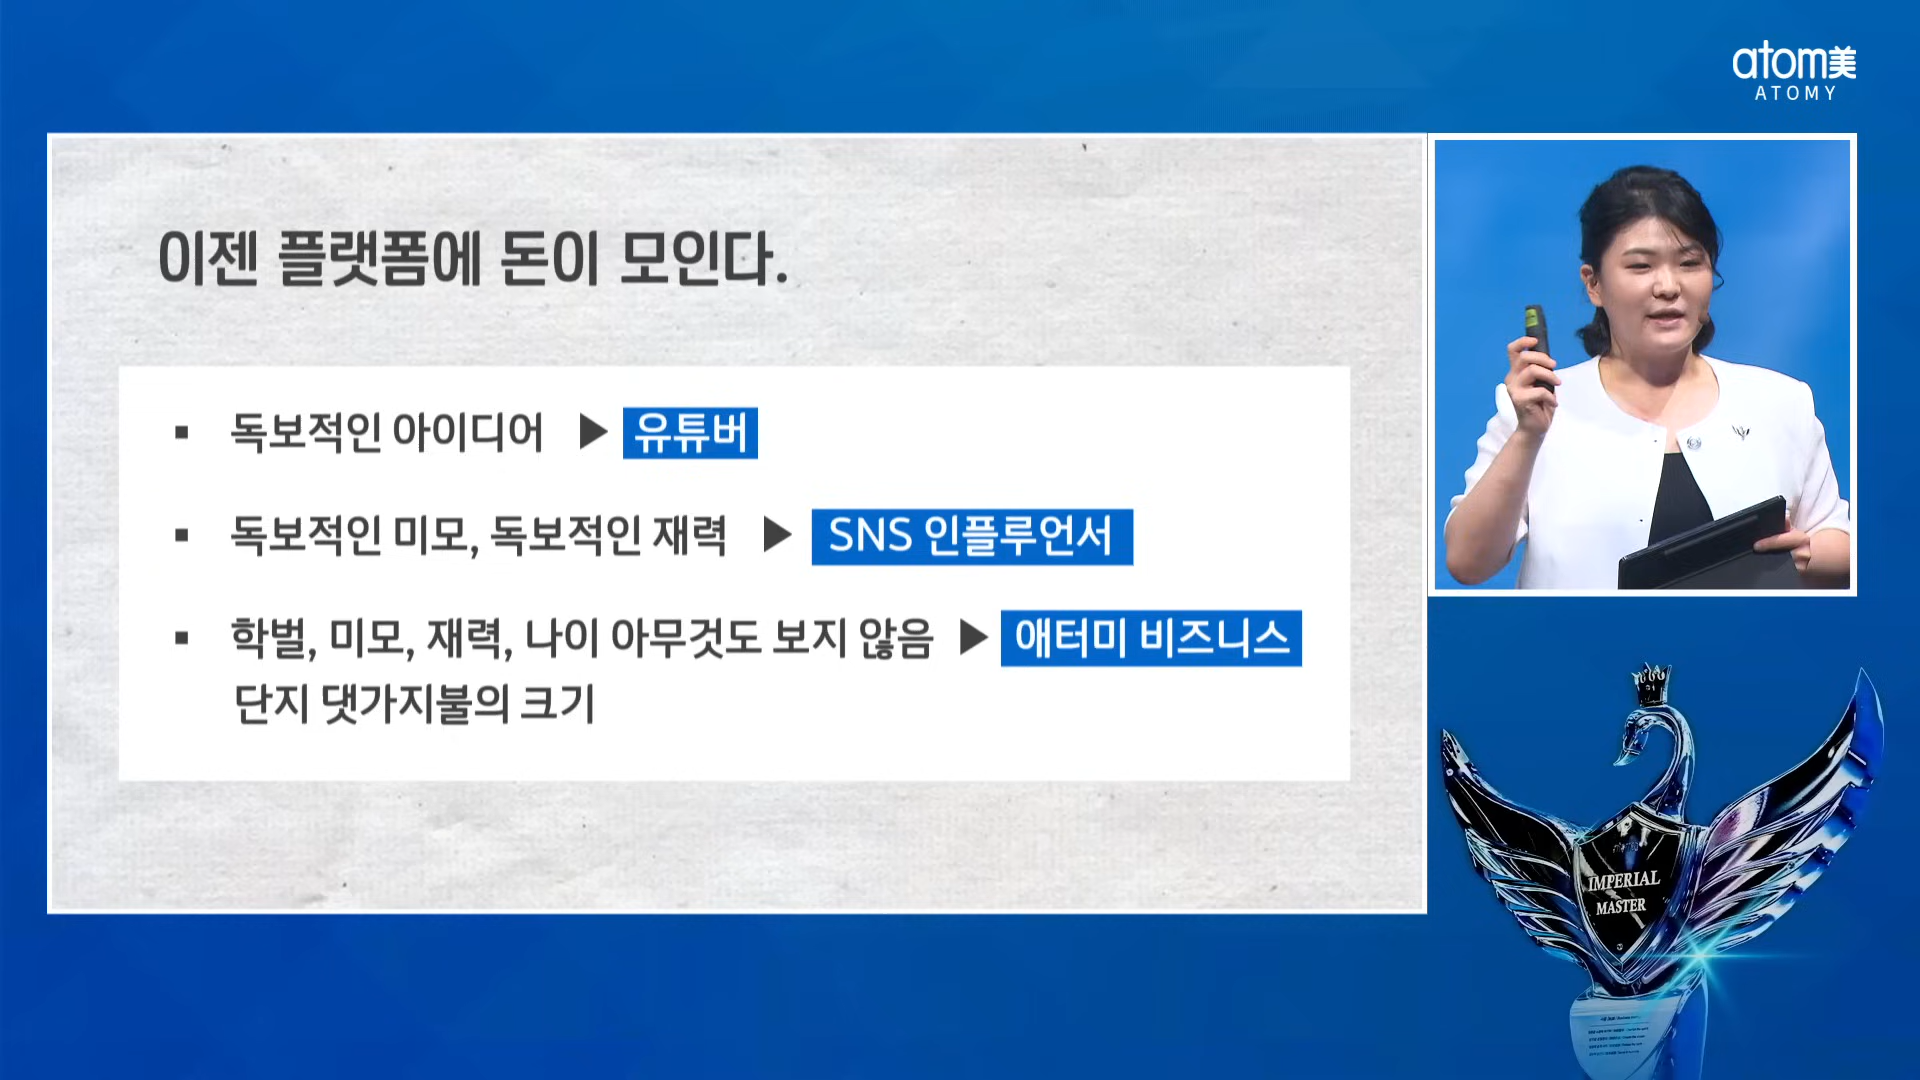 atom美
ATOMY
이젠 플랫폼에 돈이 모인다.
▪ 독보적인 아이디어 ▶ 유튜버
▪ 독보적인 미모, 독보적인 재력 ▶ SNS 인플루언서
▪ 학벌, 미모, 재력, 나이 아무것도 보지 않음 ▶ 애터미 비즈니스
단지 댓가지불의 크기
IMPERIAL
MASTER